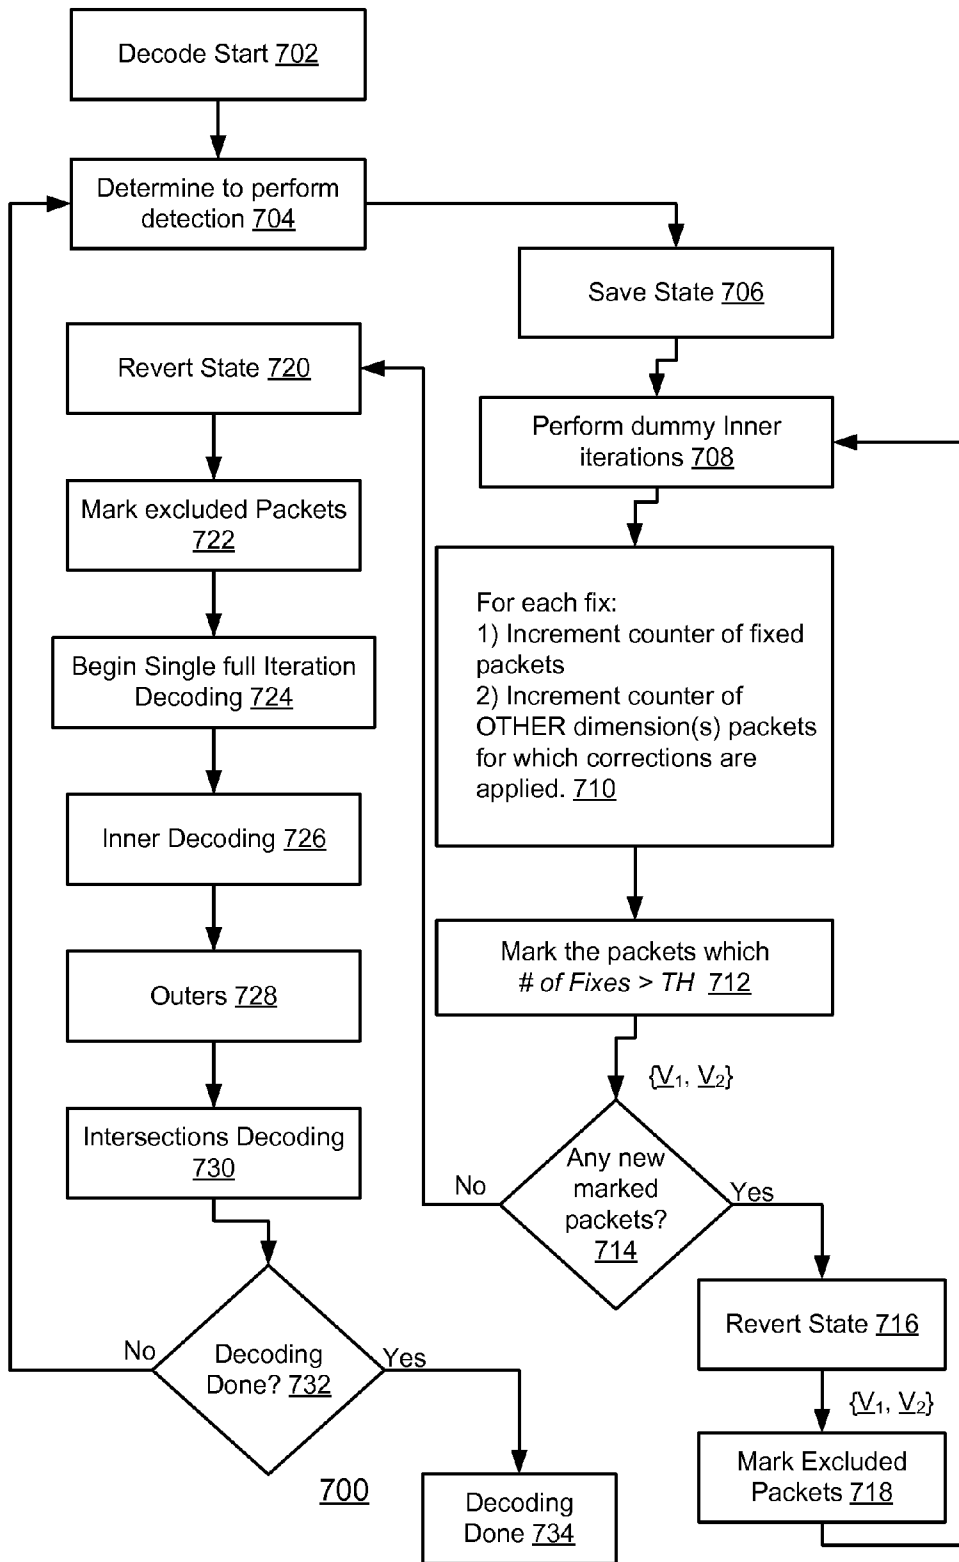 Decode Start 702
Determine to perform
detection 704
Save State 706
Revert State 720
Perform dummy Inner
iterations 708
Mark excluded Packets
722
For each fix:
1) Increment counter of fixed
packets
2) Increment counter of
OTHER dimension(s) packets
for which corrections are
applied. 710
Begin Single full Iteration
Decoding 724
Inner Decoding 726
Mark the packets which
# of Fixes > TH 712
Outers 728
{V1, V2}
Intersections Decoding
730
Any new
marked
packets?
714
No
Yes
Revert State 716
{V1, V2}
Mark Excluded
Packets 718
Decoding
Done? 732
No
Yes
700
Decoding
Done 734